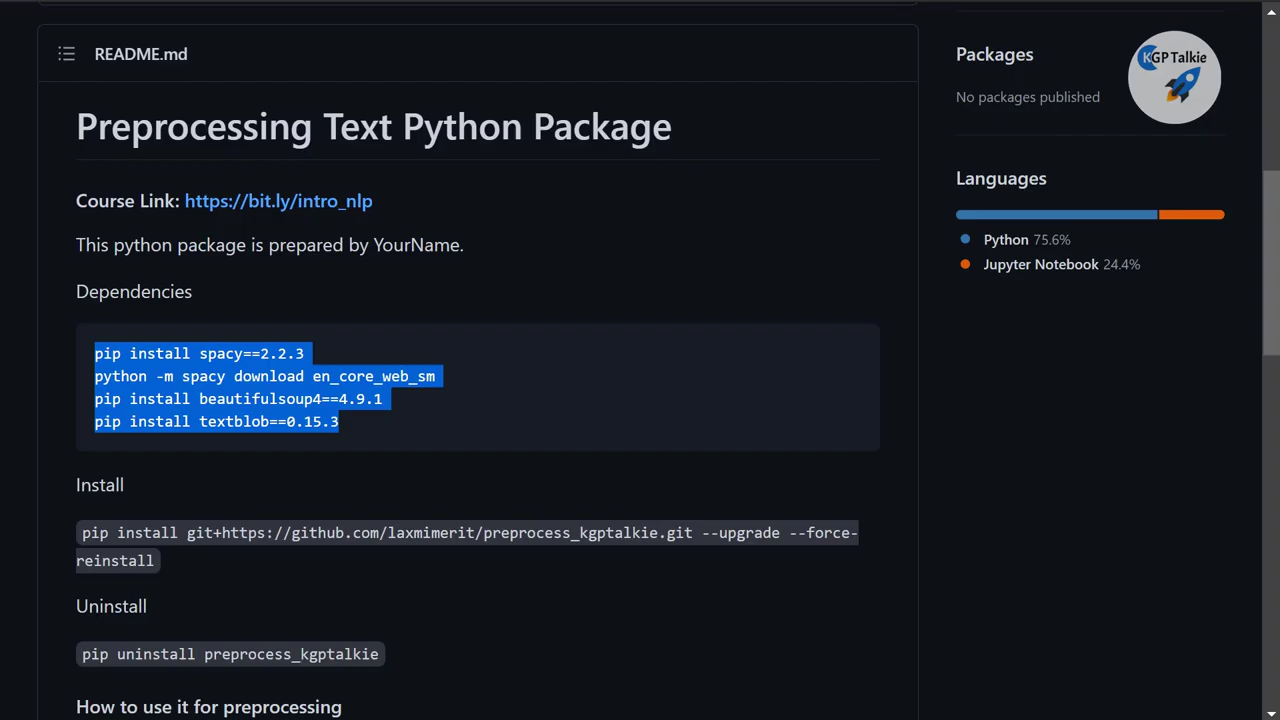 README.md
Preprocessing Text Python Package
Course Link: https://bit.ly/intro_nlp
This python package is prepared by YourName.
Dependencies
pip install spacy==2.2.3
python -m spacy download en_core_web_sm
pip install beautifulsoup4==4.9.1
pip install textblob==0.15.3
Install
pip install git+https://github.com/laxmimerit/preprocess_kgptalkie.git --upgrade --force-
reinstall
Uninstall
pip uninstall preprocess_kgptalkie
How to use it for preprocessing
Packages
No packages published
KGP Talkie
Languages
Python 75.6%
Jupyter Notebook 24.4%